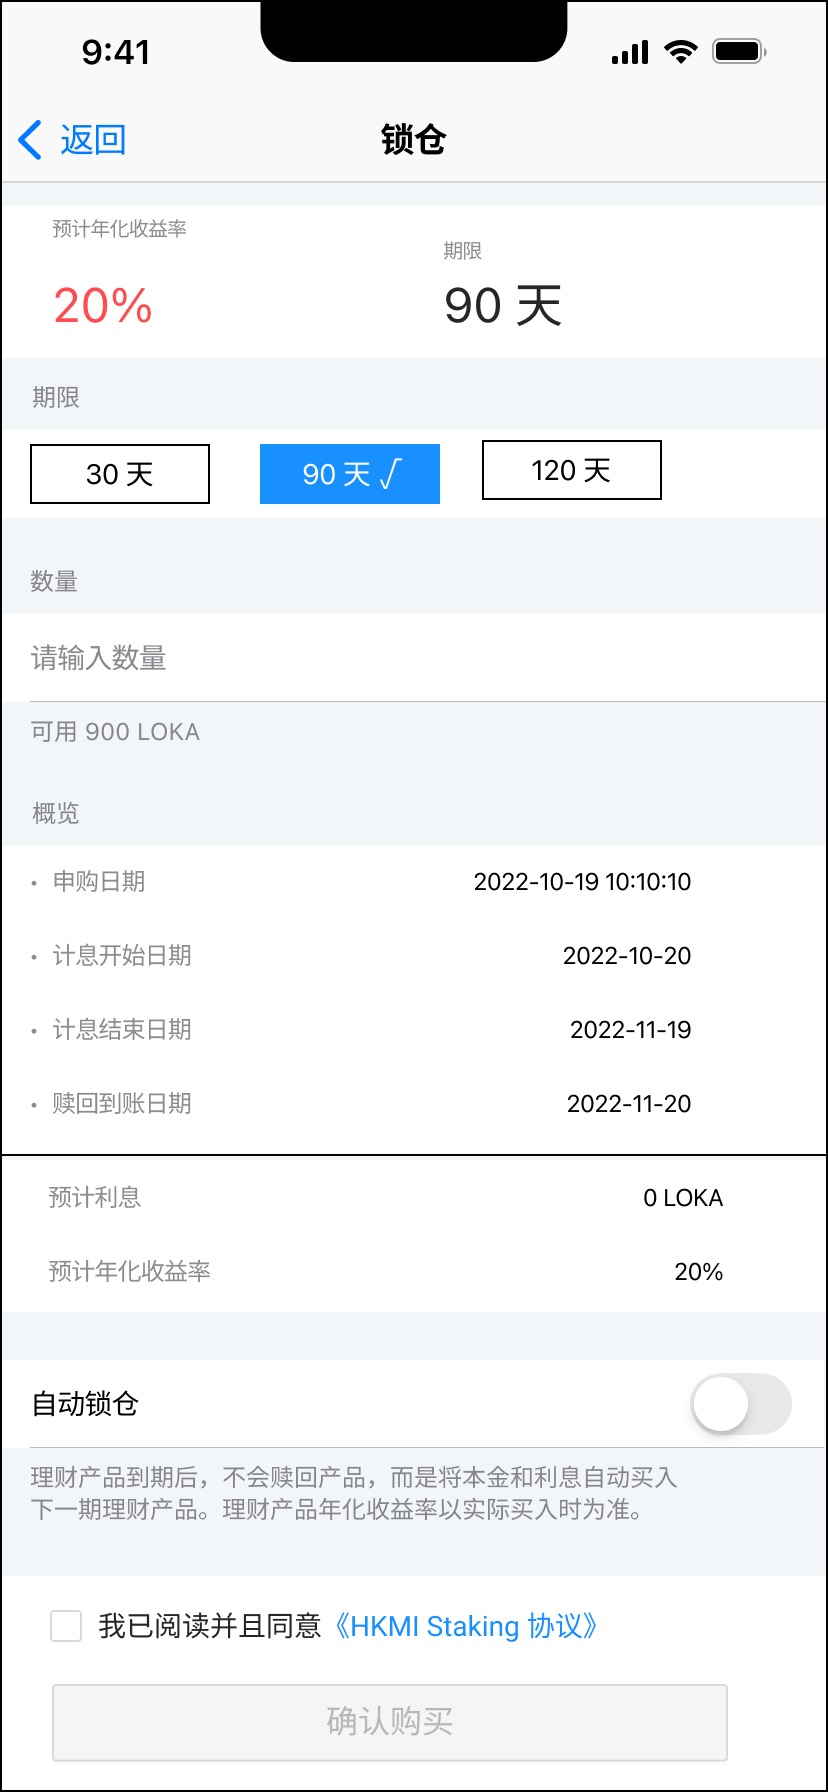 9:41
返回
锁仓
预计年化收益率
期限
20%
90 天
期限
30 天
90 天 √
120 天
数量
请输入数量
可用 900 LOKA
概览
• 申购日期 2022-10-19 10:10:10
• 计息开始日期 2022-10-20
• 计息结束日期 2022-11-19
• 赎回到账日期 2022-11-20
预计利息 0 LOKA
预计年化收益率 20%
自动锁仓
理财产品到期后，不会赎回产品，而是将本金和利息自动买入
下一期理财产品。理财产品年化收益率以实际买入时为准。
我已阅读并且同意《HKMI Staking 协议》
确认购买